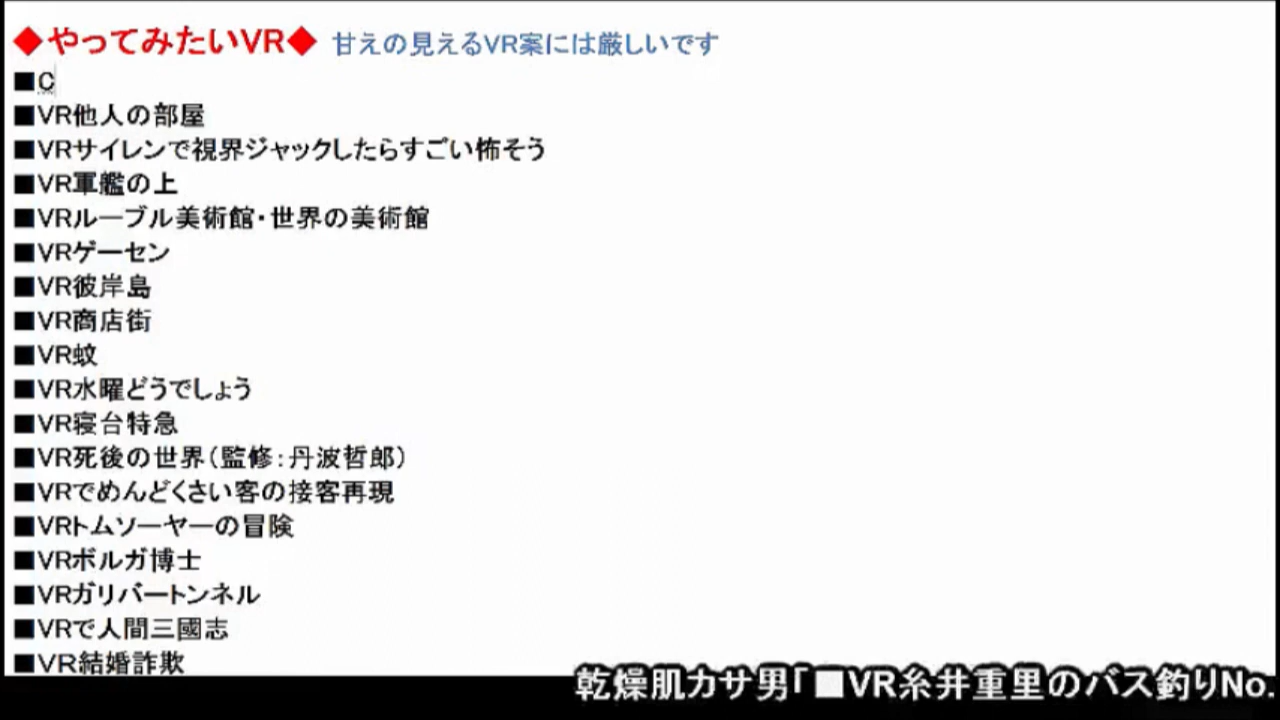 ◆やってみたいVR◆ 甘えの見えるVR案には厳しいです
■C
■VR他人の部屋
■VRサイレンで視界ジャックしたらすごい怖そう
■VR軍艦の上
■VRルーブル美術館・世界の美術館
■VRゲーセン
■VR彼岸島
■VR商店街
■VR蚊
■VR水曜どうでしょう
■VR寝台特急
■VR死後の世界(監修:丹波哲郎)
■VRでめんどくさい客の接客再現
■VRトムソーヤーの冒険
■VRボルガ博士
■VRガリバートンネル
■VRで人間三國志
■VR結婚詐欺
乾燥肌カサ男「■VR糸井重里のバス釣りNo.